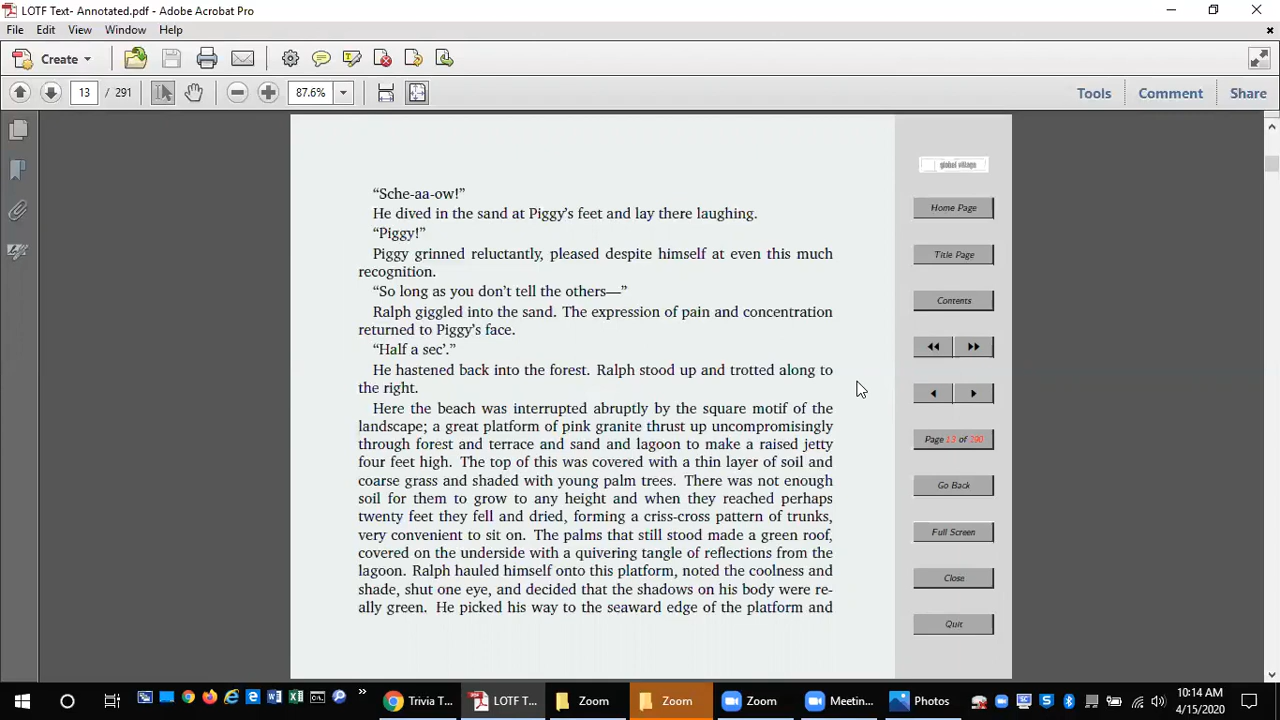 LOTF Text- Annotated.pdf - Adobe Acrobat Pro
File Edit View Window Help
Create
13 / 291 87.6% Tools Comment Share
“Sche-aa-ow!”
He dived in the sand at Piggy’s feet and lay there laughing.
“Piggy!”
Piggy grinned reluctantly, pleased despite himself at even this much
recognition.
“So long as you don’t tell the others—”
Ralph giggled into the sand. The expression of pain and concentration
returned to Piggy’s face.
“Half a sec’.”
He hastened back into the forest. Ralph stood up and trotted along to
the right.
Here the beach was interrupted abruptly by the square motif of the
landscape; a great platform of pink granite thrust up uncompromisingly
through forest and terrace and sand and lagoon to make a raised jetty
four feet high. The top of this was covered with a thin layer of soil and
coarse grass and shaded with young palm trees. There was not enough
soil for them to grow to any height and when they reached perhaps
twenty feet they fell and dried, forming a criss-cross pattern of trunks,
very convenient to sit on. The palms that still stood made a green roof,
covered on the underside with a quivering tangle of reflections from the
lagoon. Ralph hauled himself onto this platform, noted the coolness and
shade, shut one eye, and decided that the shadows on his body were re-
ally green. He picked his way to the seaward edge of the platform and
global village
Home Page
Title Page
Contents
Page 13 of 290
Go Back
Full Screen
Close
Quit
Trivia T... LOTF T... Zoom Zoom Zoom Meetin... Photos
10:14 AM
4/15/2020